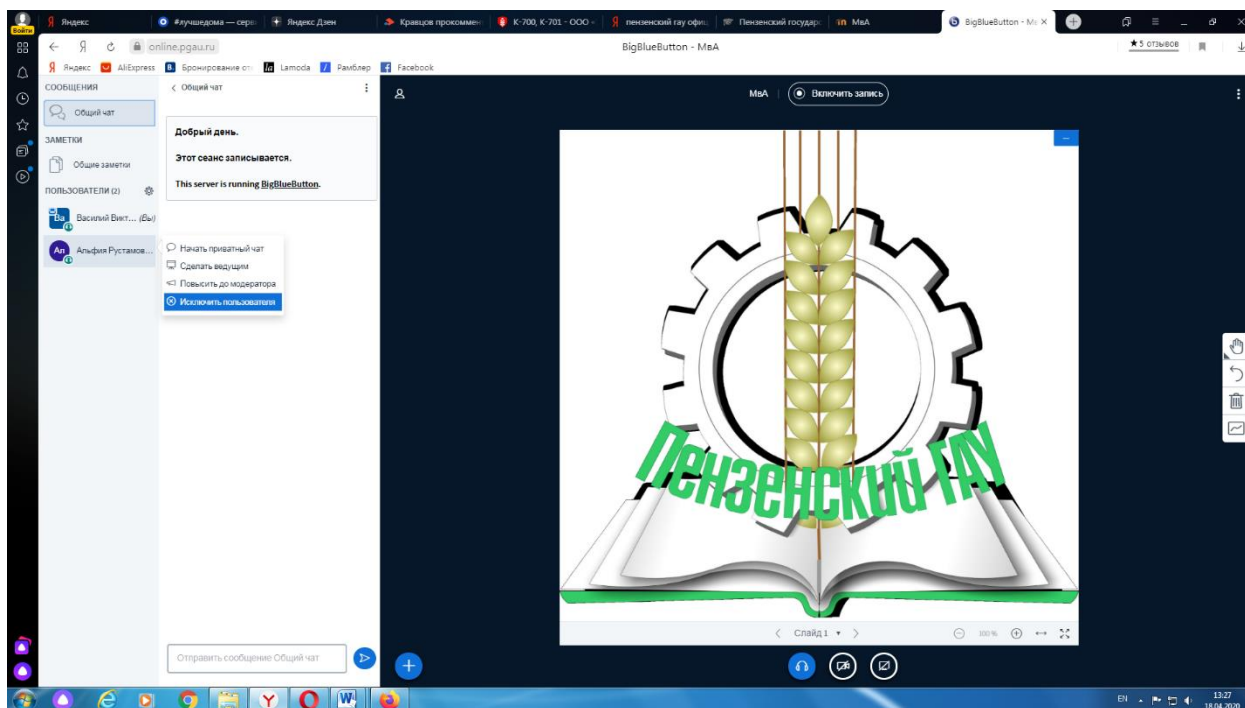 Войти
Яндекс
#лучшедома — серв
Яндекс Дзен
Кравцов прокоммен
К-700, К-701 - ООО «
пензенский гау офиц
Пензенский государс
МвА
BigBlueButton - Мв
online.pgau.ru
BigBlueButton - МвА
★5 отзывов
Яндекс
AliExpress
Бронирование от
Lamoda
Рамблер
Facebook
СООБЩЕНИЯ
Общий чат
ЗАМЕТКИ
Общие заметки
ПОЛЬЗОВАТЕЛИ (2)
Ва
Василий Викт... (Вы)
Ал
Альфия Рустамов...
Общий чат
Добрый день.
Этот сеанс записывается.
This server is running BigBlueButton.
Начать приватный чат
Сделать ведущим
Повысить до модератора
Исключить пользователя
Отправить сообщение Общий чат
МвА
Включить запись
Пензенский ГАУ
Слайд 1
100%
EN
13:27
18.04.2020